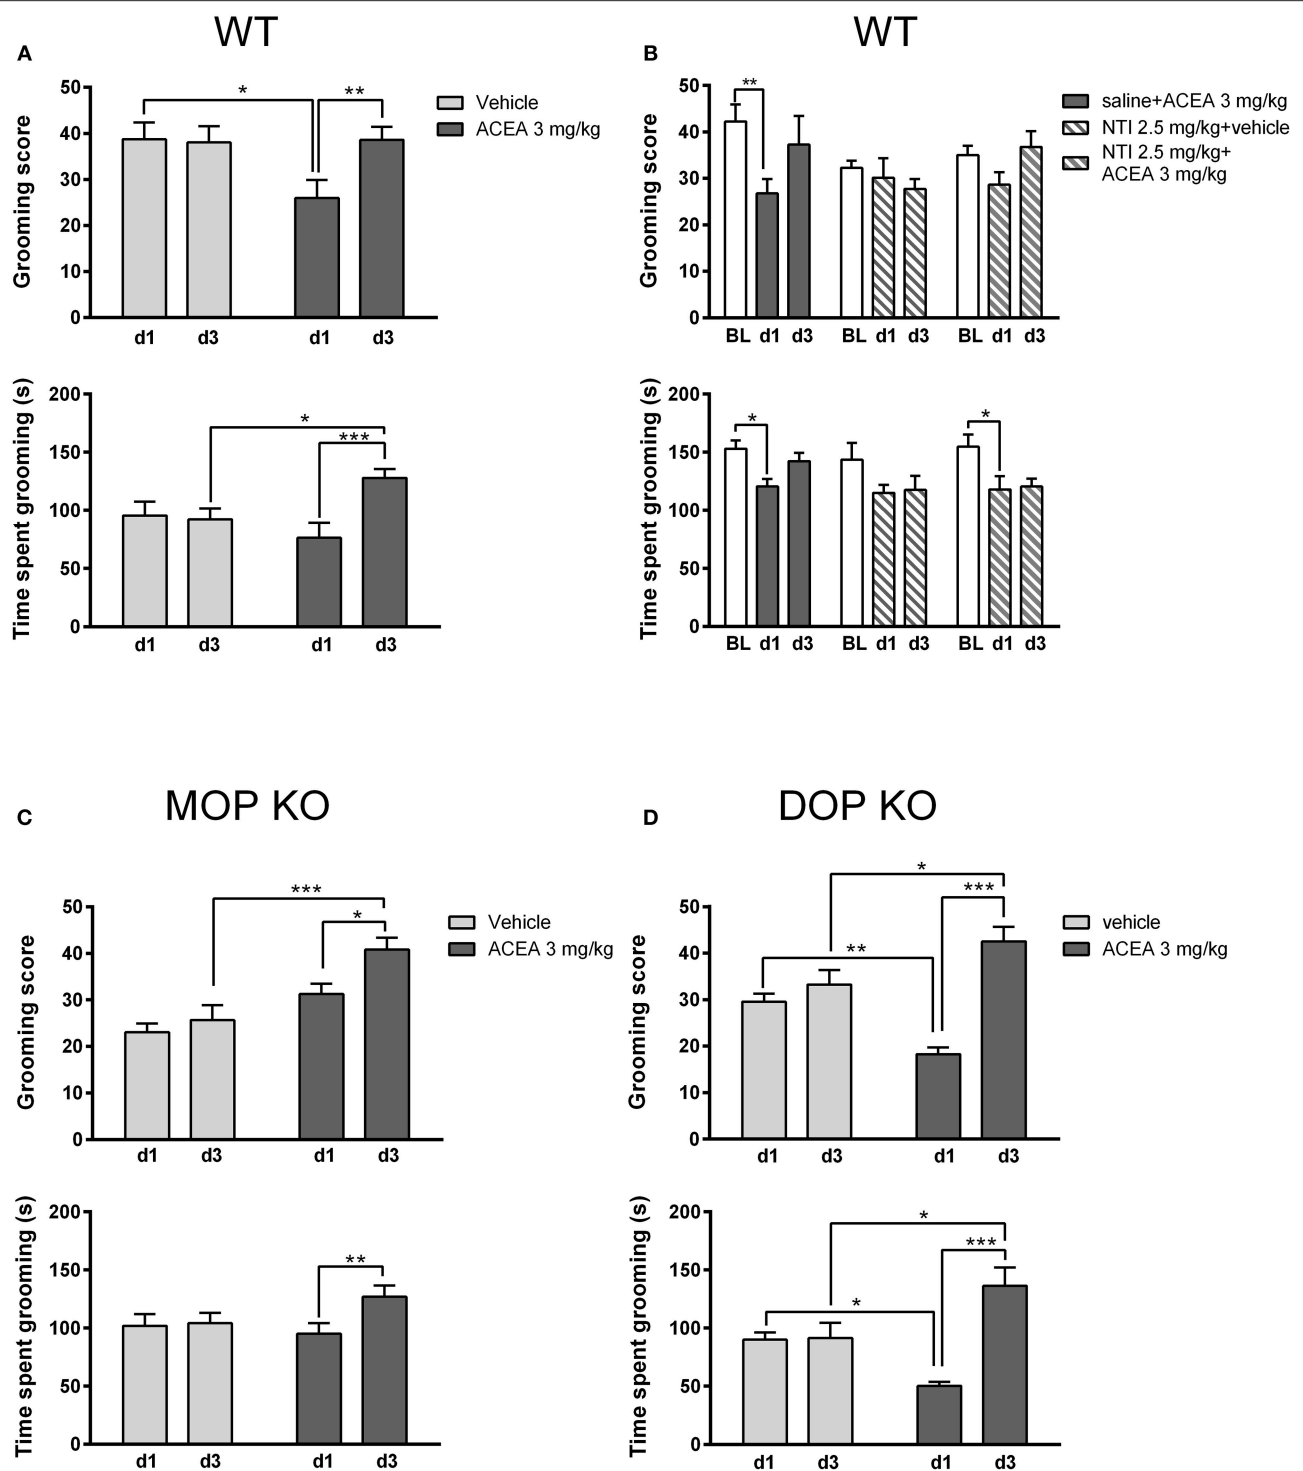 WT
A
50
40
30
20
10
0
Grooming score
*
**
d1 d3 d1 d3
Vehicle
ACEA 3 mg/kg
200
150
100
50
0
Time spent grooming (s)
*
***
d1 d3 d1 d3
WT
B
50
40
30
20
10
0
Grooming score
**
BL d1 d3 BL d1 d3 BL d1 d3
saline+ACEA 3 mg/kg
NTI 2.5 mg/kg+vehicle
NTI 2.5 mg/kg+
ACEA 3 mg/kg
200
150
100
50
0
Time spent grooming (s)
*
*
BL d1 d3 BL d1 d3 BL d1 d3
MOP KO
C
50
40
30
20
10
0
Grooming score
***
*
d1 d3 d1 d3
Vehicle
ACEA 3 mg/kg
200
150
100
50
0
Time spent grooming (s)
**
d1 d3 d1 d3
DOP KO
D
50
40
30
20
10
0
Grooming score
*
***
**
d1 d3 d1 d3
vehicle
ACEA 3 mg/kg
200
150
100
50
0
Time spent grooming (s)
*
***
*
d1 d3 d1 d3